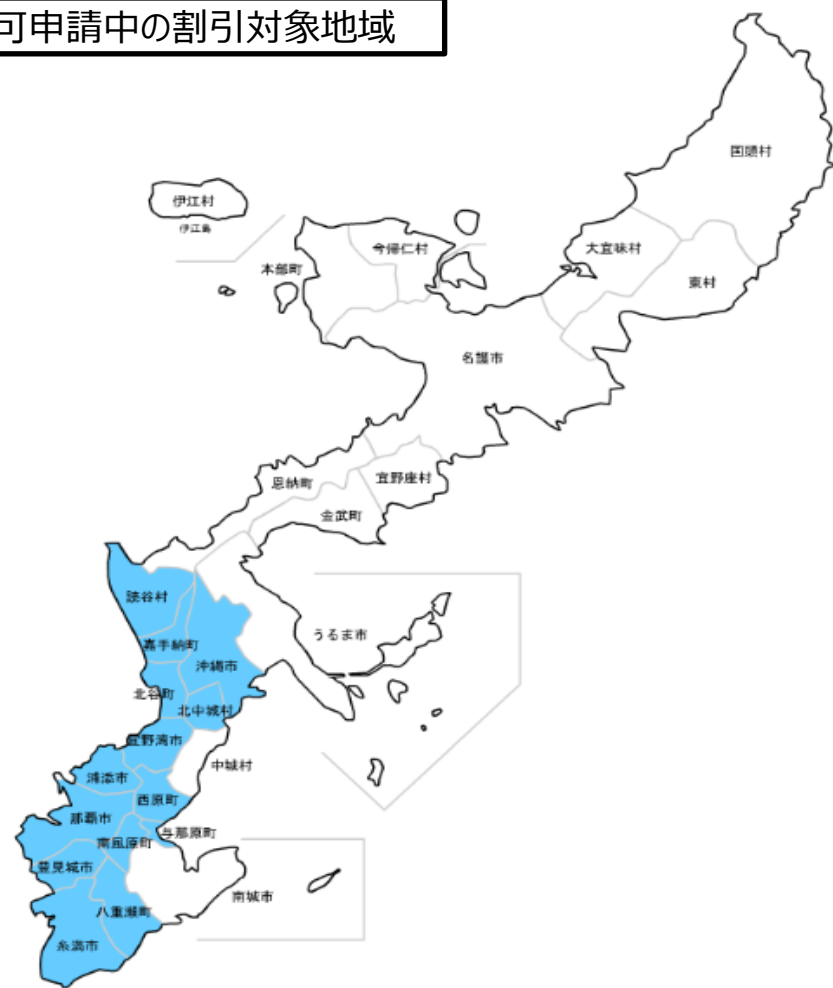 可申請中の割引対象地域
国頭村
伊江村
伊江島
今帰仁村
大宜味村
本部町
東村
名護市
恩納町
宜野座村
金武町
読谷村
うるま市
嘉手納町
沖縄市
北谷町
北中城村
宜野湾市
中城村
浦添市
西原町
那覇市
与那原町
南風原町
豊見城市
南城市
八重瀬町
糸満市